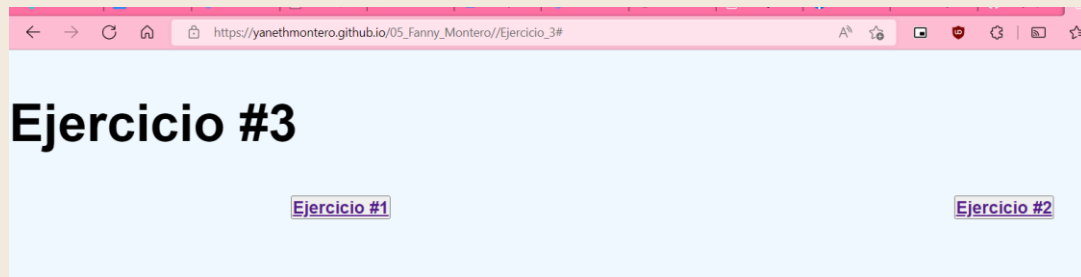 https://yanethmontero.github.io/05_Fanny_Montero//Ejercicio_3#
Ejercicio #3
Ejercicio #1 Ejercicio #2